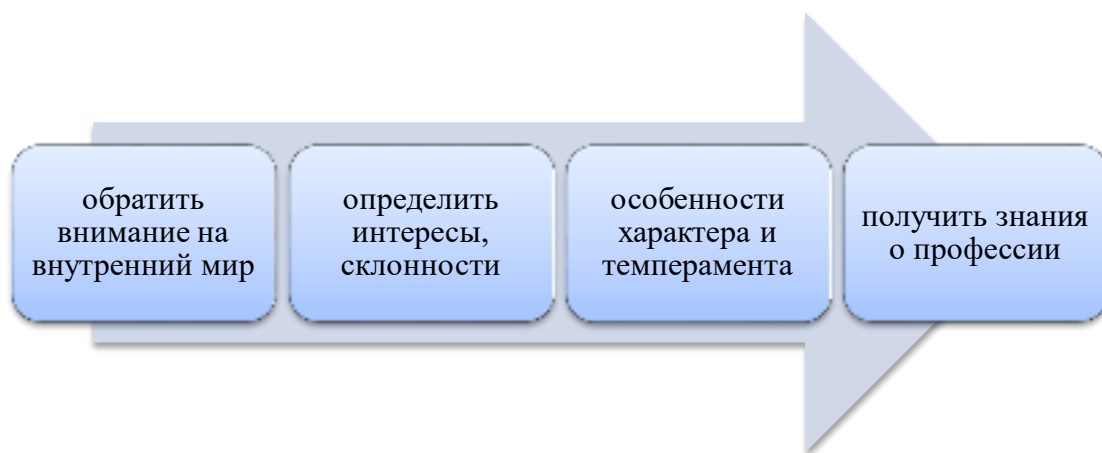 обратить
внимание на
внутренний мир
определить
интересы,
склонности
особенности
характера и
темперамента
получить знания
о профессии